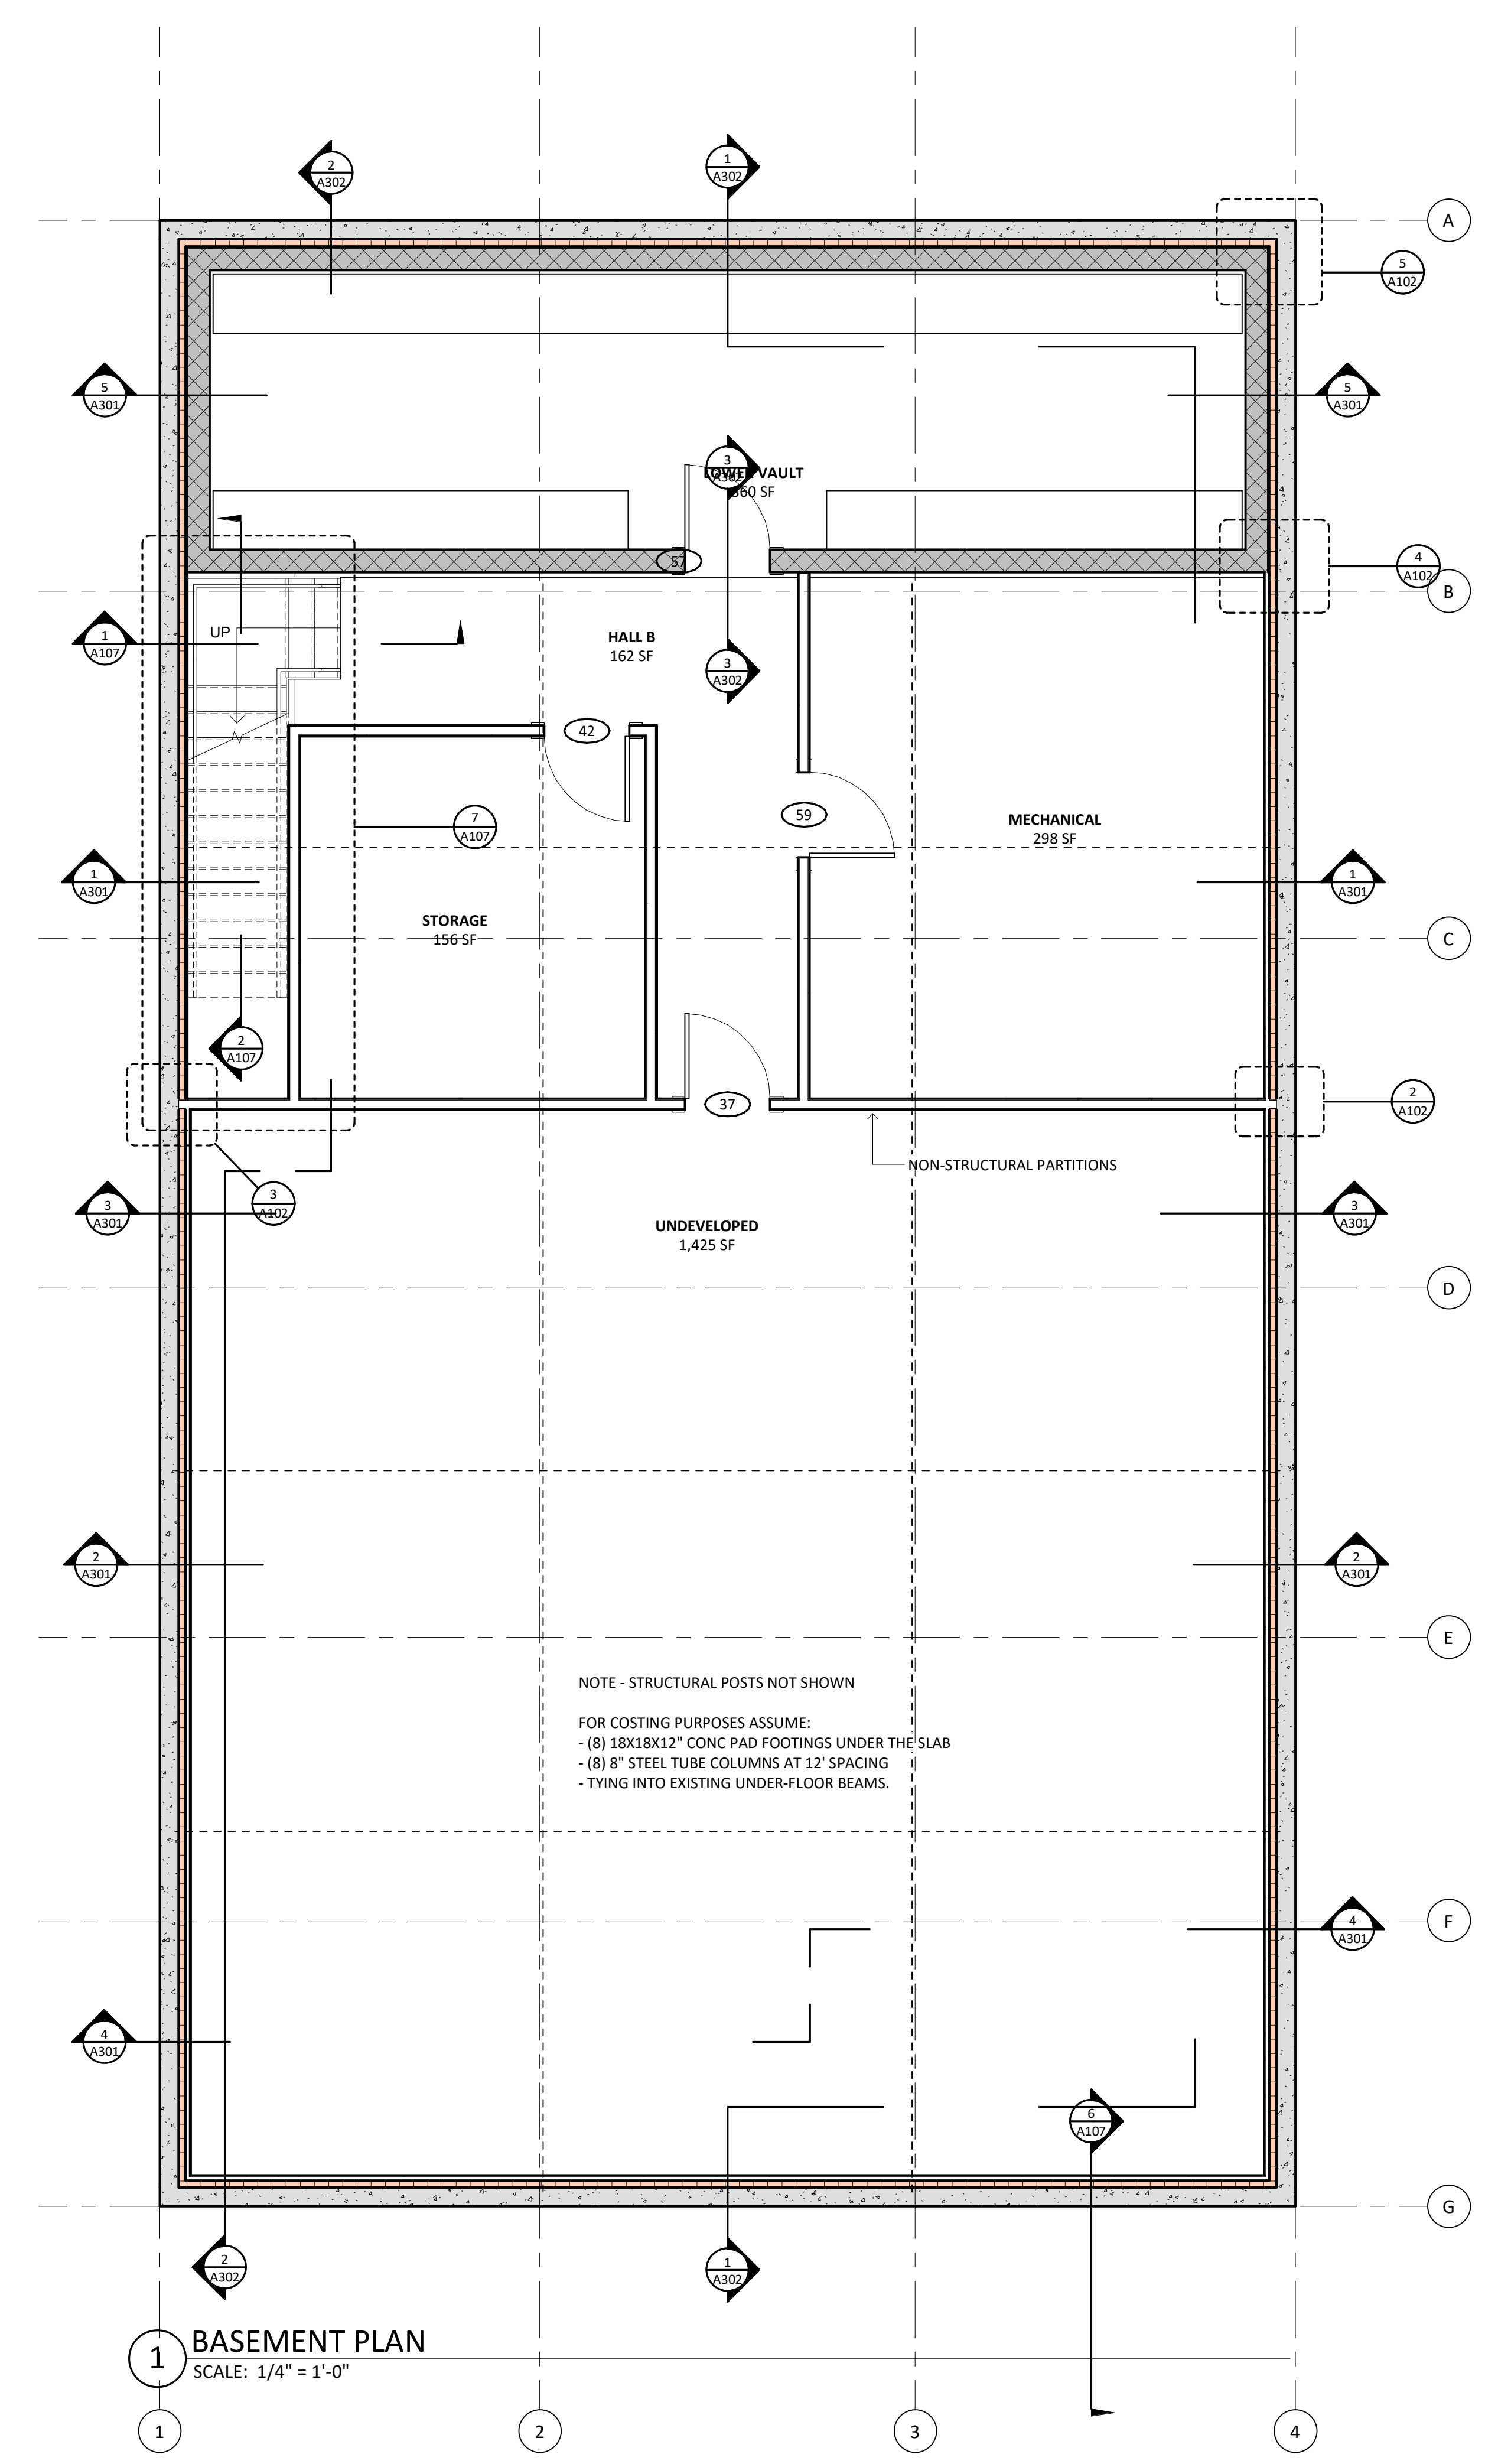 2
A302
1
A302
A
5
A102
5
A301
5
A301
3
A302
LOWER VAULT
360 SF
57
4
A102
B
UP
1
A107
HALL B
162 SF
3
A302
42
7
A107
59
MECHANICAL
298 SF
1
A301
1
A301
STORAGE
156 SF
C
2
A107
37
2
A102
NON-STRUCTURAL PARTITIONS
3
A301
3
A102
3
A301
UNDEVELOPED
1,425 SF
D
2
A301
2
A301
E
NOTE - STRUCTURAL POSTS NOT SHOWN
FOR COSTING PURPOSES ASSUME:
- (8) 18X18X12" CONC PAD FOOTINGS UNDER THE SLAB
- (8) 8" STEEL TUBE COLUMNS AT 12' SPACING
- TYING INTO EXISTING UNDER-FLOOR BEAMS.
F
4
A301
4
A301
6
A107
G
2
A302
1
A302
1
BASEMENT PLAN
SCALE: 1/4" = 1'-0"
1
2
3
4